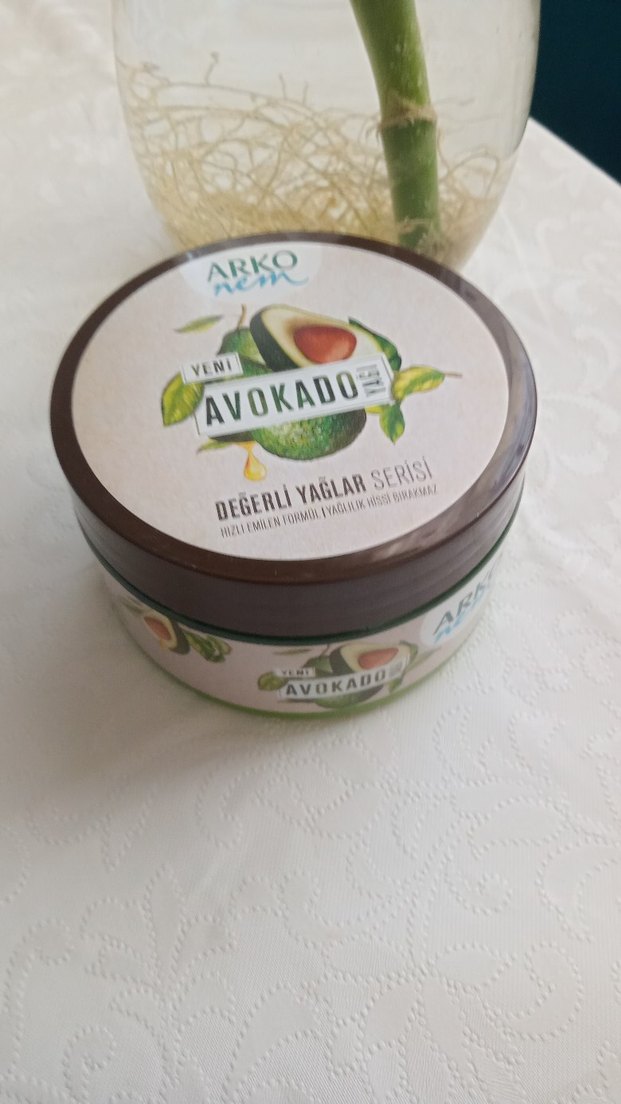 ARKO
nem
YENİ
AVOKADO YAĞI
DEĞERLİ YAĞLAR SERİSİ
HIZLI EMİLEN FORMÜL | YAĞLILIK HİSSİ BIRAKMAZ
ARKO
nem
YENİ
AVOKADO